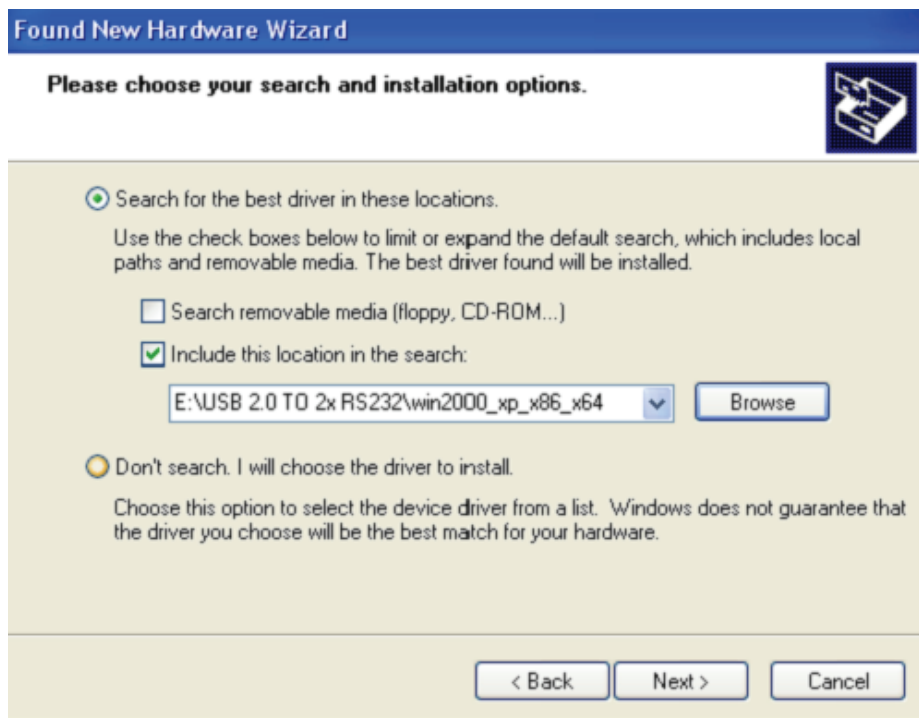 Found New Hardware Wizard
Please choose your search and installation options.
Search for the best driver in these locations.
Use the check boxes below to limit or expand the default search, which includes local
paths and removable media. The best driver found will be installed.
Search removable media (floppy, CD-ROM...)
Include this location in the search:
E:\USB 2.0 TO 2x RS232\win2000_xp_x86_x64
Browse
Don't search. I will choose the driver to install.
Choose this option to select the device driver from a list. Windows does not guarantee that
the driver you choose will be the best match for your hardware.
< Back
Next >
Cancel